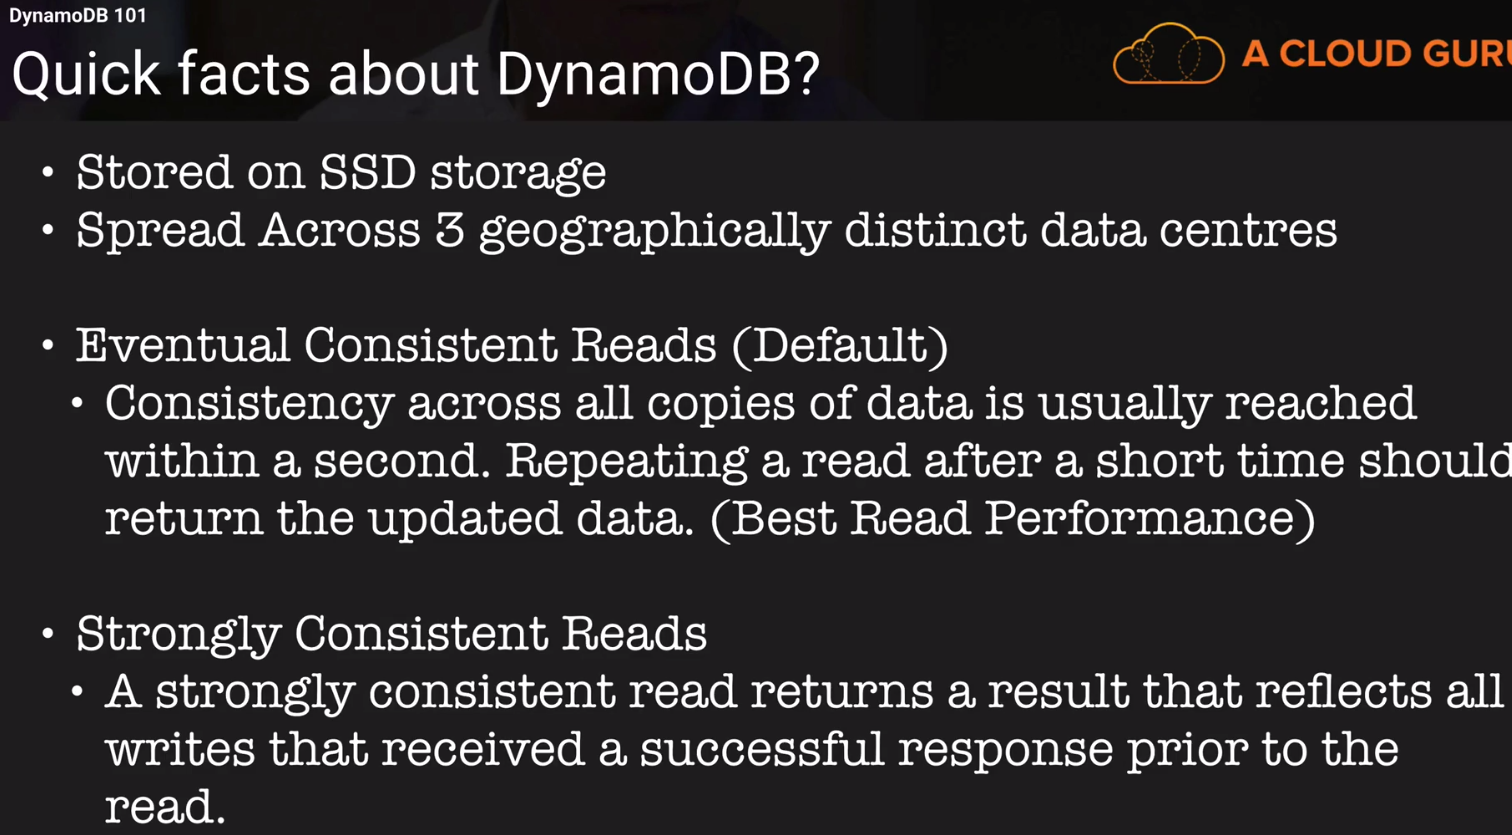 DynamoDB 101
Quick facts about DynamoDB?
A CLOUD GURU
• Stored on SSD storage
• Spread Across 3 geographically distinct data centres
• Eventual Consistent Reads (Default)
• Consistency across all copies of data is usually reached
within a second. Repeating a read after a short time should
return the updated data. (Best Read Performance)
• Strongly Consistent Reads
• A strongly consistent read returns a result that reflects all
writes that received a successful response prior to the
read.